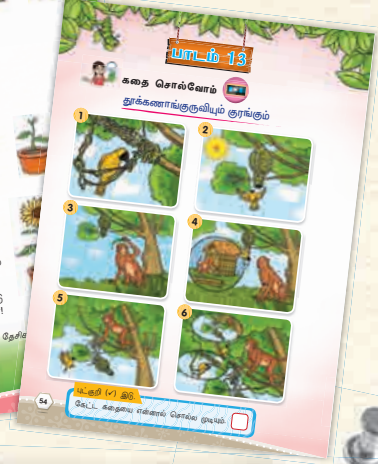 பாடம் 13
கதை சொல்வோம்
தூக்கணாங்குருவியும் குரங்கும்
1
2
3
4
5
6
புட்குறி (✓) இடு.
கேட்ட கதையை என்னால் சொல்ல முடியும்.
54